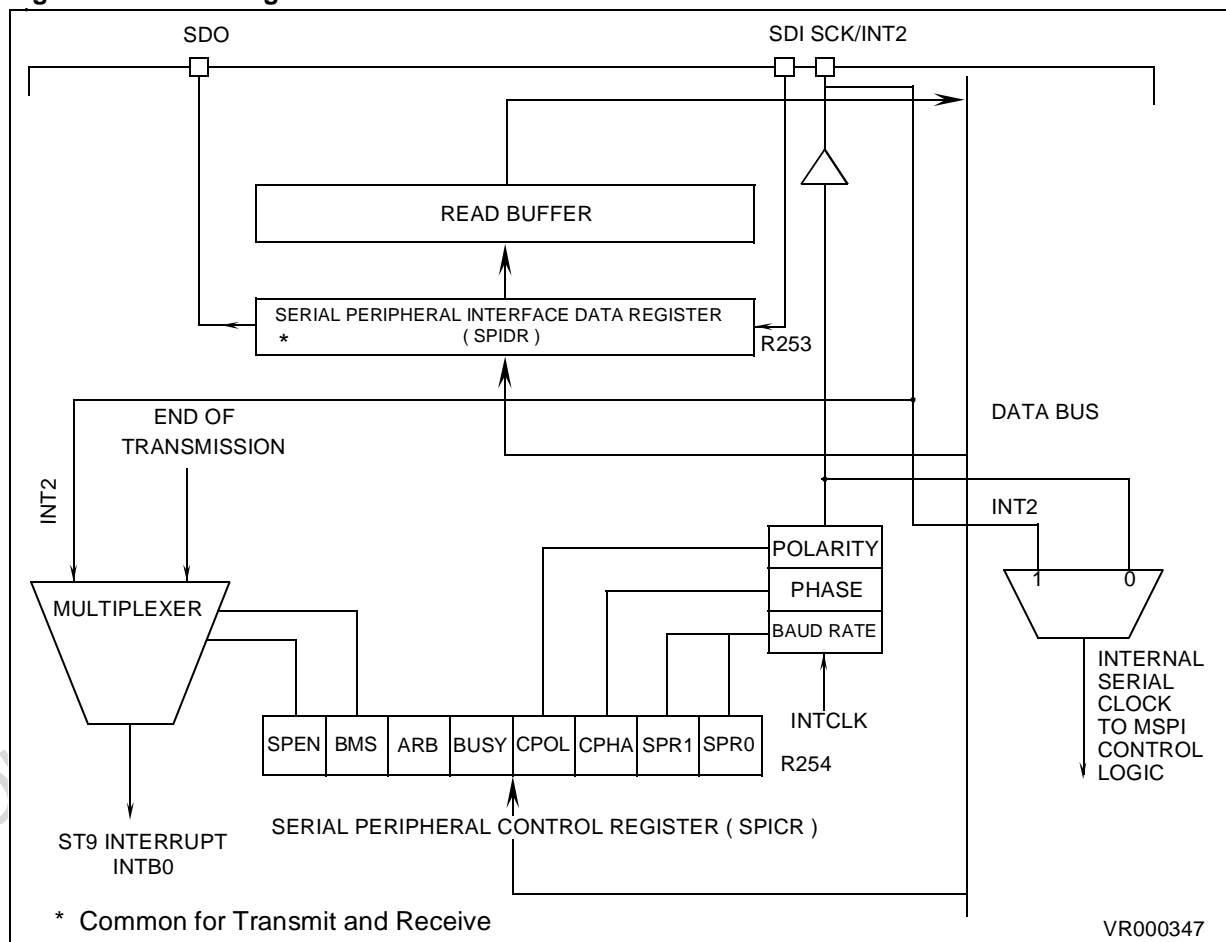 SDO
SDI SCK/INT2
READ BUFFER
SERIAL PERIPHERAL INTERFACE DATA REGISTER
*
( SPIDR )
R253
END OF
TRANSMISSION
DATA BUS
INT2
INT2
POLARITY
PHASE
BAUD RATE
1
0
MULTIPLEXER
INTERNAL
SERIAL
CLOCK
TO MSPI
CONTROL
LOGIC
INTCLK
SPEN BMS ARB BUSY CPOL CPHA SPR1 SPR0
R254
SERIAL PERIPHERAL CONTROL REGISTER ( SPICR )
ST9 INTERRUPT
INTB0
* Common for Transmit and Receive
VR000347